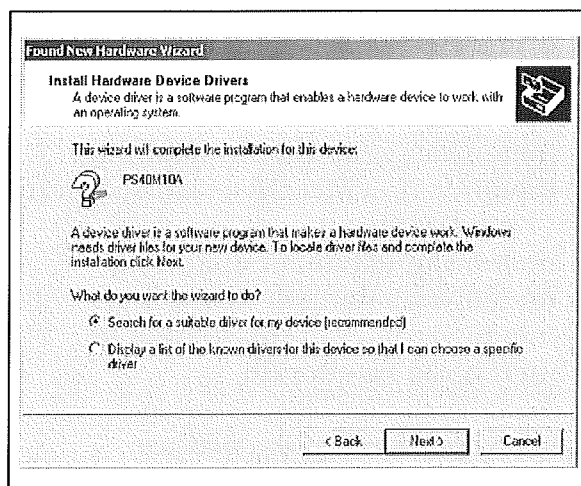 Found New Hardware Wizard
Install Hardware Device Drivers
A device driver is a software program that enables a hardware device to work with
an operating system.
This wizard will complete the installation for this device:
PS40M10A
A device driver is a software program that makes a hardware device work. Windows
needs driver files for your new device. To locate driver files and complete the
installation click Next.
What do you want the wizard to do?
Search for a suitable driver for my device (recommended)
Display a list of the known drivers for this device so that I can choose a specific
driver
< Back
Next >
Cancel